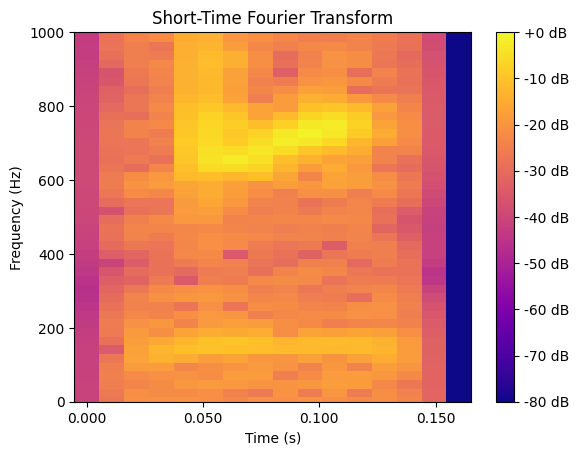 Short-Time Fourier Transform
1000
800
600
400
200
0
Frequency (Hz)
0.000
0.050
0.100
0.150
Time (s)
+0 dB
-10 dB
-20 dB
-30 dB
-40 dB
-50 dB
-60 dB
-70 dB
-80 dB